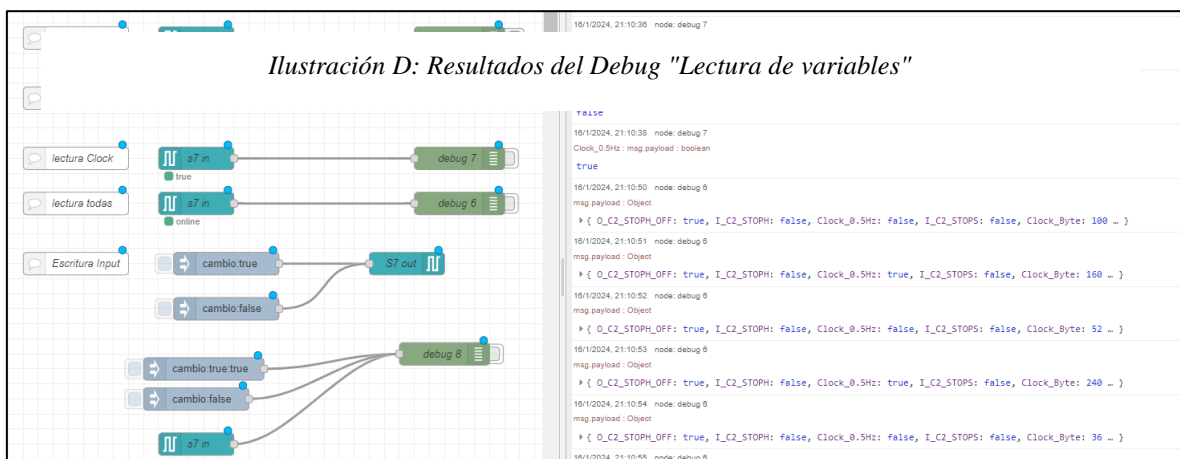 16/1/2024, 21:10:36 node: debug 7
Ilustración D: Resultados del Debug "Lectura de variables"
false
16/1/2024, 21:10:38 node: debug 7
Clock_0.5Hz : msg.payload : boolean
true
lectura Clock
s7 in
debug 7
true
lectura todas
s7 in
debug 6
online
16/1/2024, 21:10:50 node: debug 6
msg.payload : Object
{ O_C2_STOPH_OFF: true, I_C2_STOPH: false, Clock_0.5Hz: false, I_C2_STOPS: false, Clock_Byte: 100 … }
16/1/2024, 21:10:51 node: debug 6
msg.payload : Object
{ O_C2_STOPH_OFF: true, I_C2_STOPH: false, Clock_0.5Hz: true, I_C2_STOPS: false, Clock_Byte: 160 … }
Escritura Input
cambio:true
S7 out
cambio:false
16/1/2024, 21:10:52 node: debug 6
msg.payload : Object
{ O_C2_STOPH_OFF: true, I_C2_STOPH: false, Clock_0.5Hz: false, I_C2_STOPS: false, Clock_Byte: 52 … }
16/1/2024, 21:10:53 node: debug 6
msg.payload : Object
{ O_C2_STOPH_OFF: true, I_C2_STOPH: false, Clock_0.5Hz: true, I_C2_STOPS: false, Clock_Byte: 240 … }
debug 8
cambio:true:true
cambio:false
s7 in
16/1/2024, 21:10:54 node: debug 6
msg.payload : Object
{ O_C2_STOPH_OFF: true, I_C2_STOPH: false, Clock_0.5Hz: false, I_C2_STOPS: false, Clock_Byte: 36 … }
16/1/2024, 21:10:55 node: debug 6